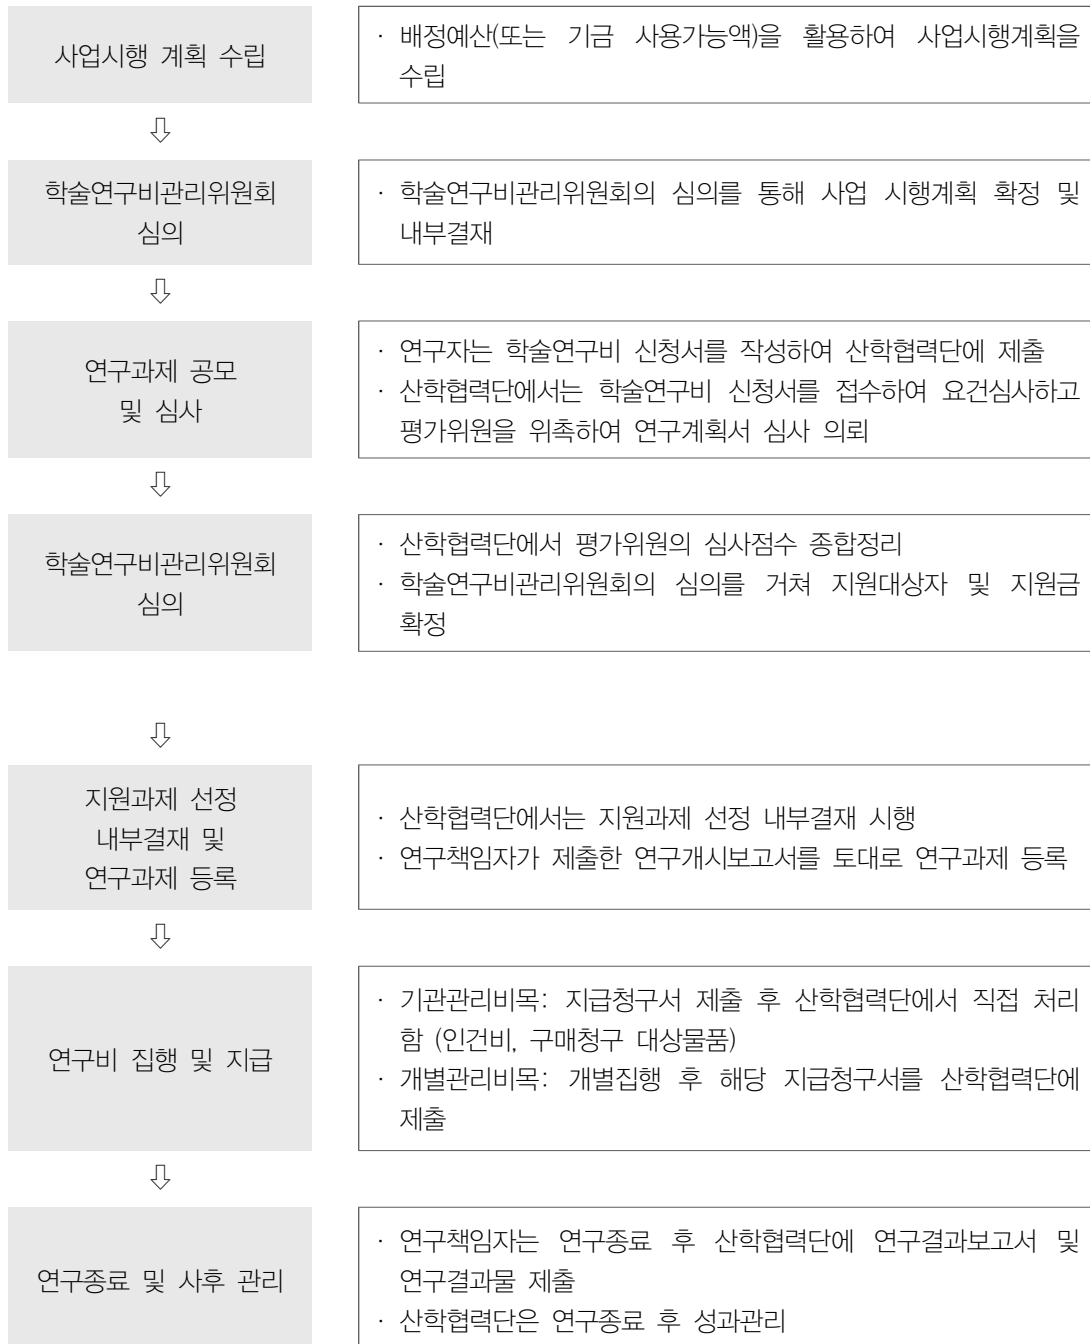 사업시행 계획 수립
· 배정예산(또는 기금 사용가능액)을 활용하여 사업시행계획을
수립
⇩
학술연구비관리위원회
심의
· 학술연구비관리위원회의 심의를 통해 사업 시행계획 확정 및
내부결재
⇩
연구과제 공모
및 심사
· 연구자는 학술연구비 신청서를 작성하여 산학협력단에 제출
· 산학협력단에서는 학술연구비 신청서를 접수하여 요건심사하고
평가위원을 위촉하여 연구계획서 심사 의뢰
⇩
학술연구비관리위원회
심의
· 산학협력단에서 평가위원의 심사점수 종합정리
· 학술연구비관리위원회의 심의를 거쳐 지원대상자 및 지원금
확정
⇩
지원과제 선정
내부결재 및
연구과제 등록
· 산학협력단에서는 지원과제 선정 내부결재 시행
· 연구책임자가 제출한 연구개시보고서를 토대로 연구과제 등록
⇩
연구비 집행 및 지급
· 기관관리비목: 지급청구서 제출 후 산학협력단에서 직접 처리
함 (인건비, 구매청구 대상물품)
· 개별관리비목: 개별집행 후 해당 지급청구서를 산학협력단에
제출
⇩
연구종료 및 사후 관리
· 연구책임자는 연구종료 후 산학협력단에 연구결과보고서 및
연구결과물 제출
· 산학협력단은 연구종료 후 성과관리